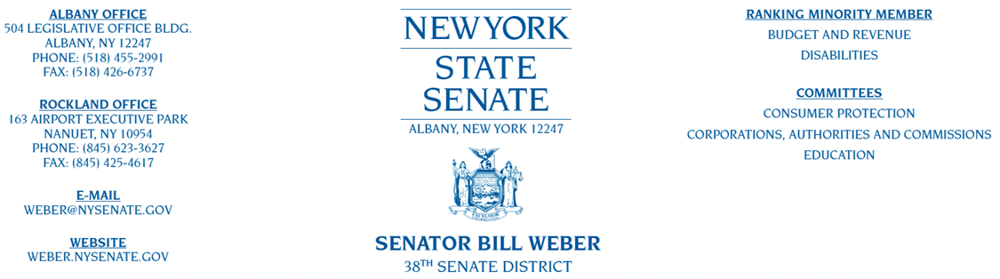 ALBANY OFFICE
504 LEGISLATIVE OFFICE BLDG.
ALBANY, NY 12247
PHONE: (518) 455-2991
FAX: (518) 426-6737
ROCKLAND OFFICE
163 AIRPORT EXECUTIVE PARK
NANUET, NY 10954
PHONE: (845) 623-3627
FAX: (845) 425-4617
E-MAIL
WEBER@NYSENATE.GOV
WEBSITE
WEBER.NYSENATE.GOV
NEW YORK
STATE
SENATE
ALBANY, NEW YORK 12247
EXCELSIOR
SENATOR BILL WEBER
38TH SENATE DISTRICT
RANKING MINORITY MEMBER
BUDGET AND REVENUE
DISABILITIES
COMMITTEES
CONSUMER PROTECTION
CORPORATIONS, AUTHORITIES AND COMMISSIONS
EDUCATION